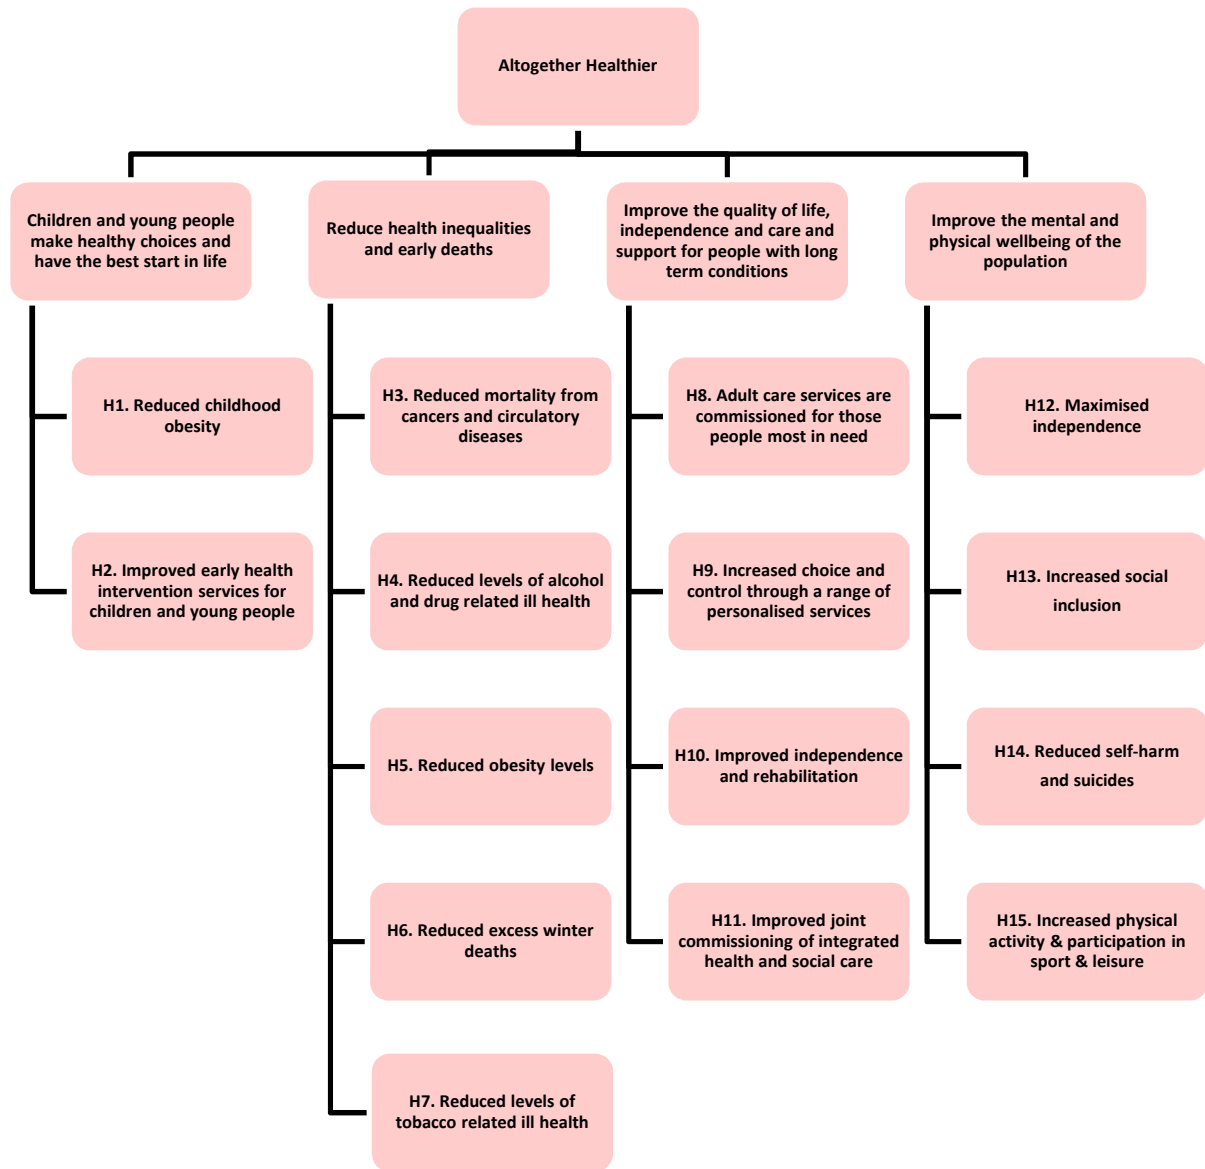 Altogether Healthier
Children and young people
make healthy choices and
have the best start in life
Reduce health inequalities
and early deaths
Improve the quality of life,
independence and care and
support for people with long
term conditions
Improve the mental and
physical wellbeing of the
population
H1. Reduced childhood
obesity
H2. Improved early health
intervention services for
children and young people
H3. Reduced mortality from
cancers and circulatory
diseases
H4. Reduced levels of alcohol
and drug related ill health
H5. Reduced obesity levels
H6. Reduced excess winter
deaths
H7. Reduced levels of
tobacco related ill health
H8. Adult care services are
commissioned for those
people most in need
H9. Increased choice and
control through a range of
personalised services
H10. Improved independence
and rehabilitation
H11. Improved joint
commissioning of integrated
health and social care
H12. Maximised
independence
H13. Increased social
inclusion
H14. Reduced self-harm
and suicides
H15. Increased physical
activity & participation in
sport & leisure